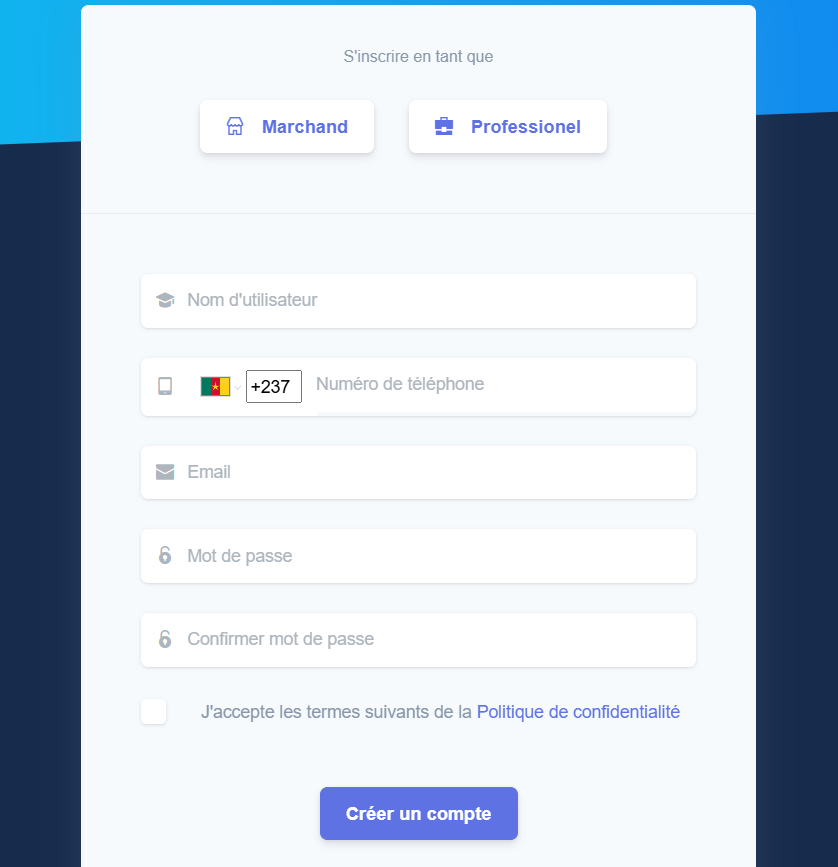 S'inscrire en tant que
Marchand Professionel
Nom d'utilisateur
+237 Numéro de téléphone
Email
Mot de passe
Confirmer mot de passe
J'accepte les termes suivants de la Politique de confidentialité
Créer un compte